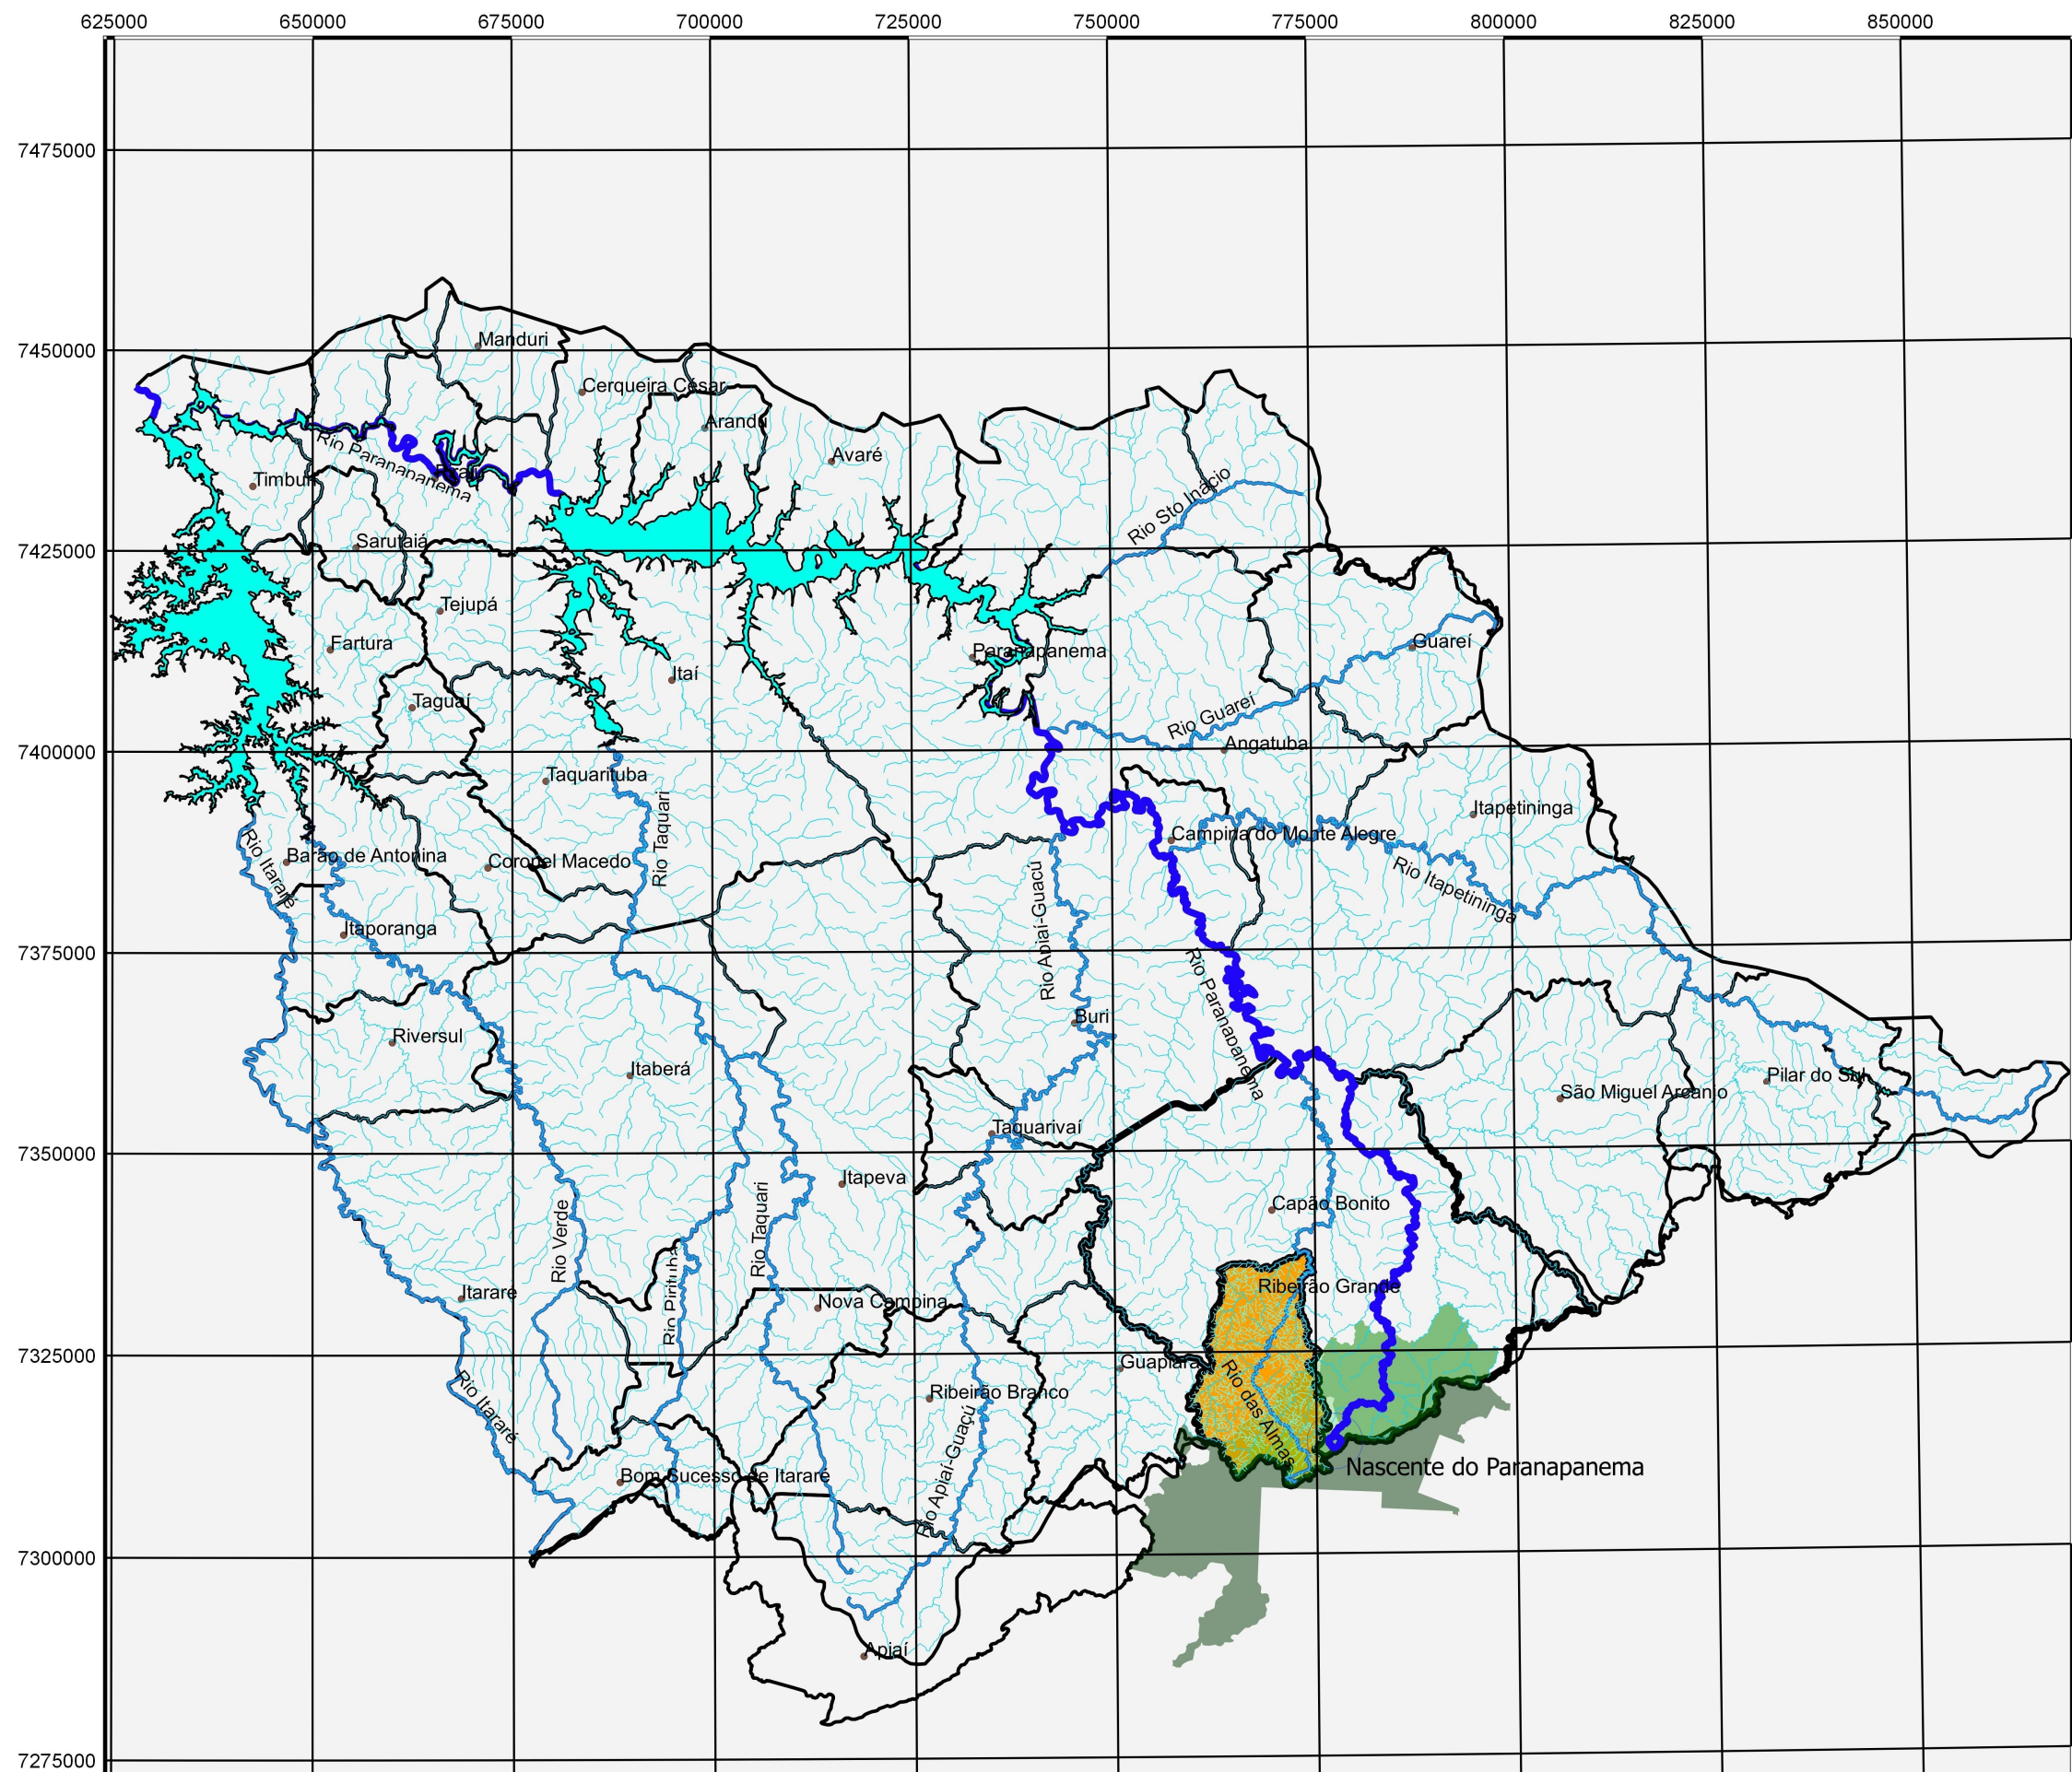 625000 650000 675000 700000 725000 750000 775000 800000 825000 850000
7475000
Manduri
7450000
Cerqueira César
Arandu
Avaré
Rio Paranapanema
Piraju
Timburi
Rio Sto Inácio
Sarutaiá
7425000
Tejupá
Fartura
Guareí
Paranapanema
Itaí
Taguaí
Rio Guareí
Angatuba
7400000
Taquarituba
Rio Taquari
Itapetininga
Campina do Monte Alegre
Rio Itararé
Barão de Antonina
Coronel Macedo
Rio Itapetininga
Rio Apiaí-Guaçu
Itaporanga
7375000
Rio Paranapanema
Buri
Riversul
Itaberá
Pilar do Sul
São Miguel Arcanjo
Taquarivaí
7350000
Itapeva
Capão Bonito
Rio Verde
Rio Taquari
Rio Pirituba
Ribeirão Grande
Itararé
Nova Campina
7325000
Guapiara
Rio Itararé
Ribeirão Branco
Rio das Almas
Rio Apiaí-Guaçú
Nascente do Paranapanema
Bom Sucesso de Itararé
7300000
Apiaí
7275000